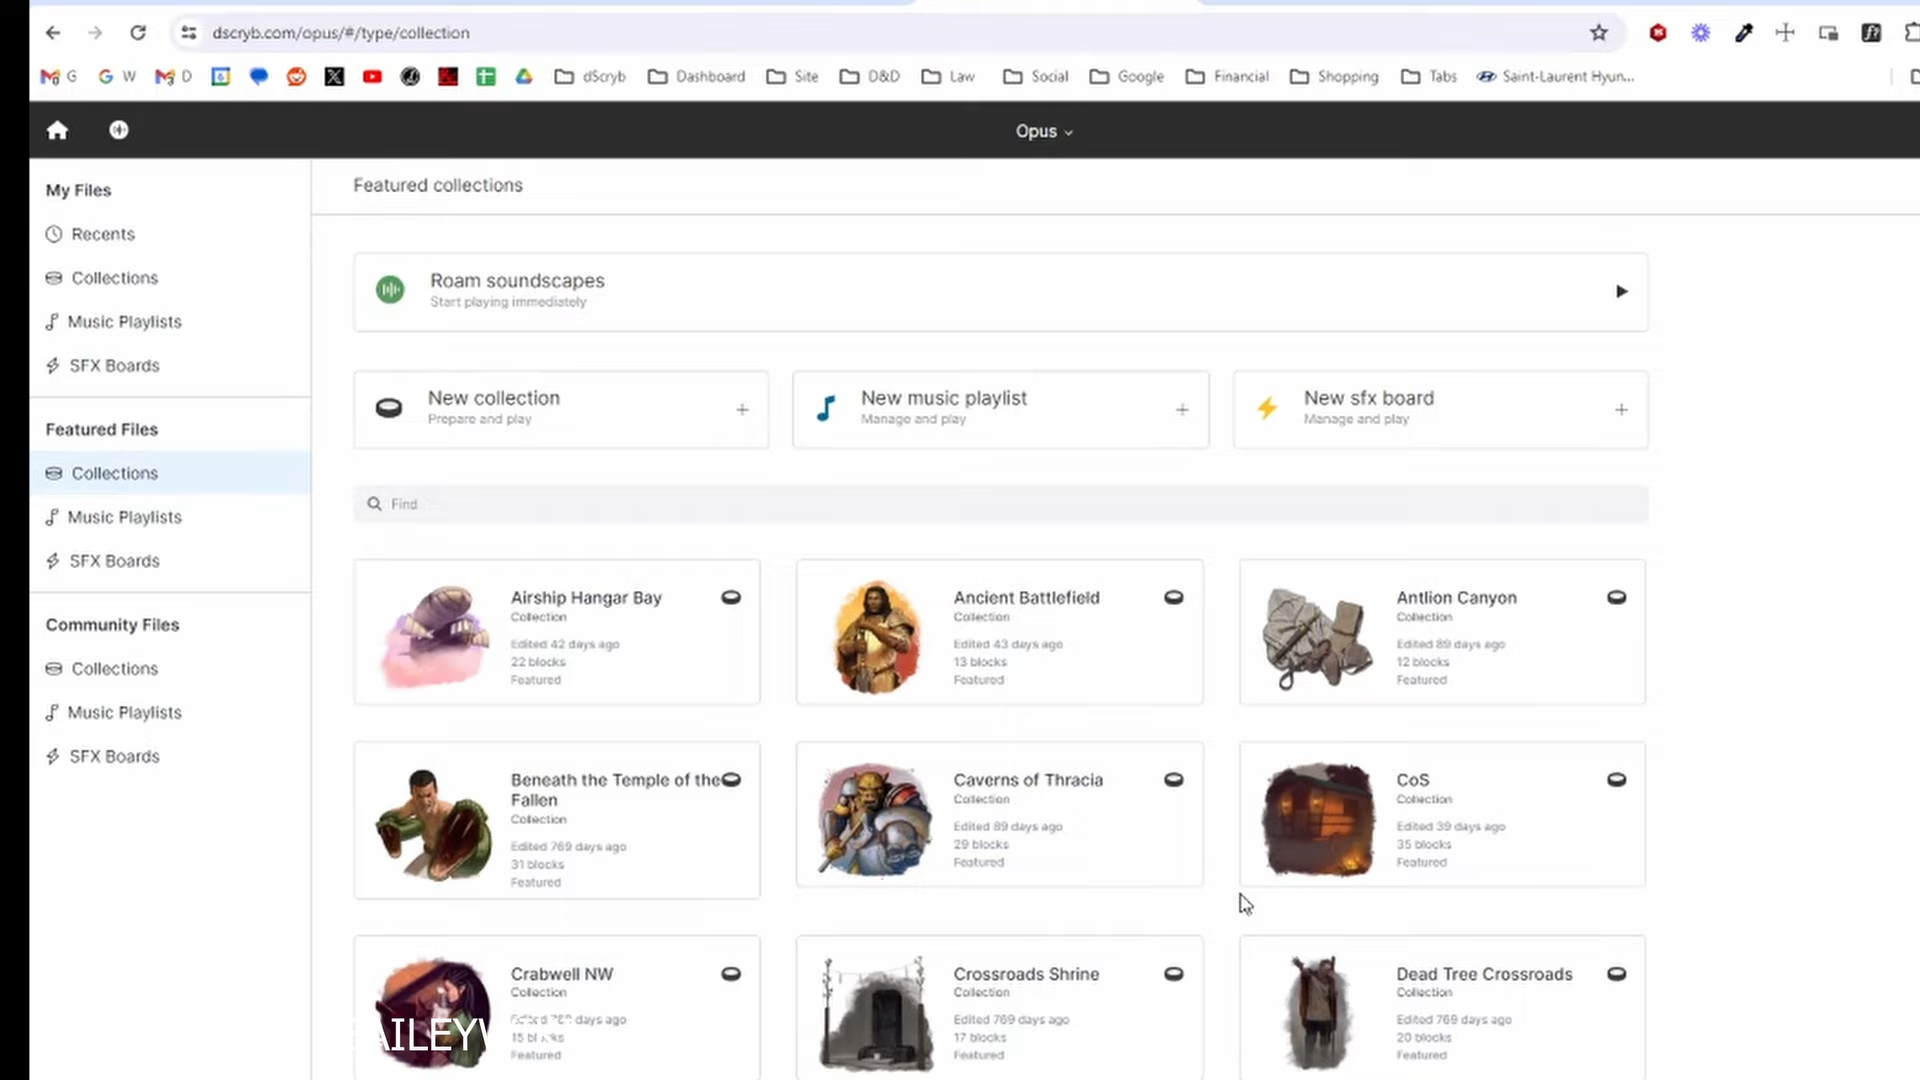 dscryb.com/opus/#/type/collection
G W D dScryb Dashboard Site D&D Law Social Google Financial Shopping Tabs Saint-Laurent Hyun...
Opus
My Files
Recents
Collections
Music Playlists
SFX Boards
Featured Files
Collections
Music Playlists
SFX Boards
Community Files
Collections
Music Playlists
SFX Boards
Featured collections
Roam soundscapes
Start playing immediately
New collection
Prepare and play
New music playlist
Manage and play
New sfx board
Manage and play
Find
Airship Hangar Bay
Collection
Edited 42 days ago
22 blocks
Featured
Ancient Battlefield
Collection
Edited 43 days ago
13 blocks
Featured
Antlion Canyon
Collection
Edited 89 days ago
12 blocks
Featured
Beneath the Temple of the
Fallen
Collection
Edited 769 days ago
31 blocks
Featured
Caverns of Thracia
Collection
Edited 89 days ago
29 blocks
Featured
CoS
Collection
Edited 39 days ago
35 blocks
Featured
Crabwell NW
Collection
days ago
15 blocks
Featured
Crossroads Shrine
Collection
Edited 769 days ago
17 blocks
Featured
Dead Tree Crossroads
Collection
Edited 769 days ago
20 blocks
Featured